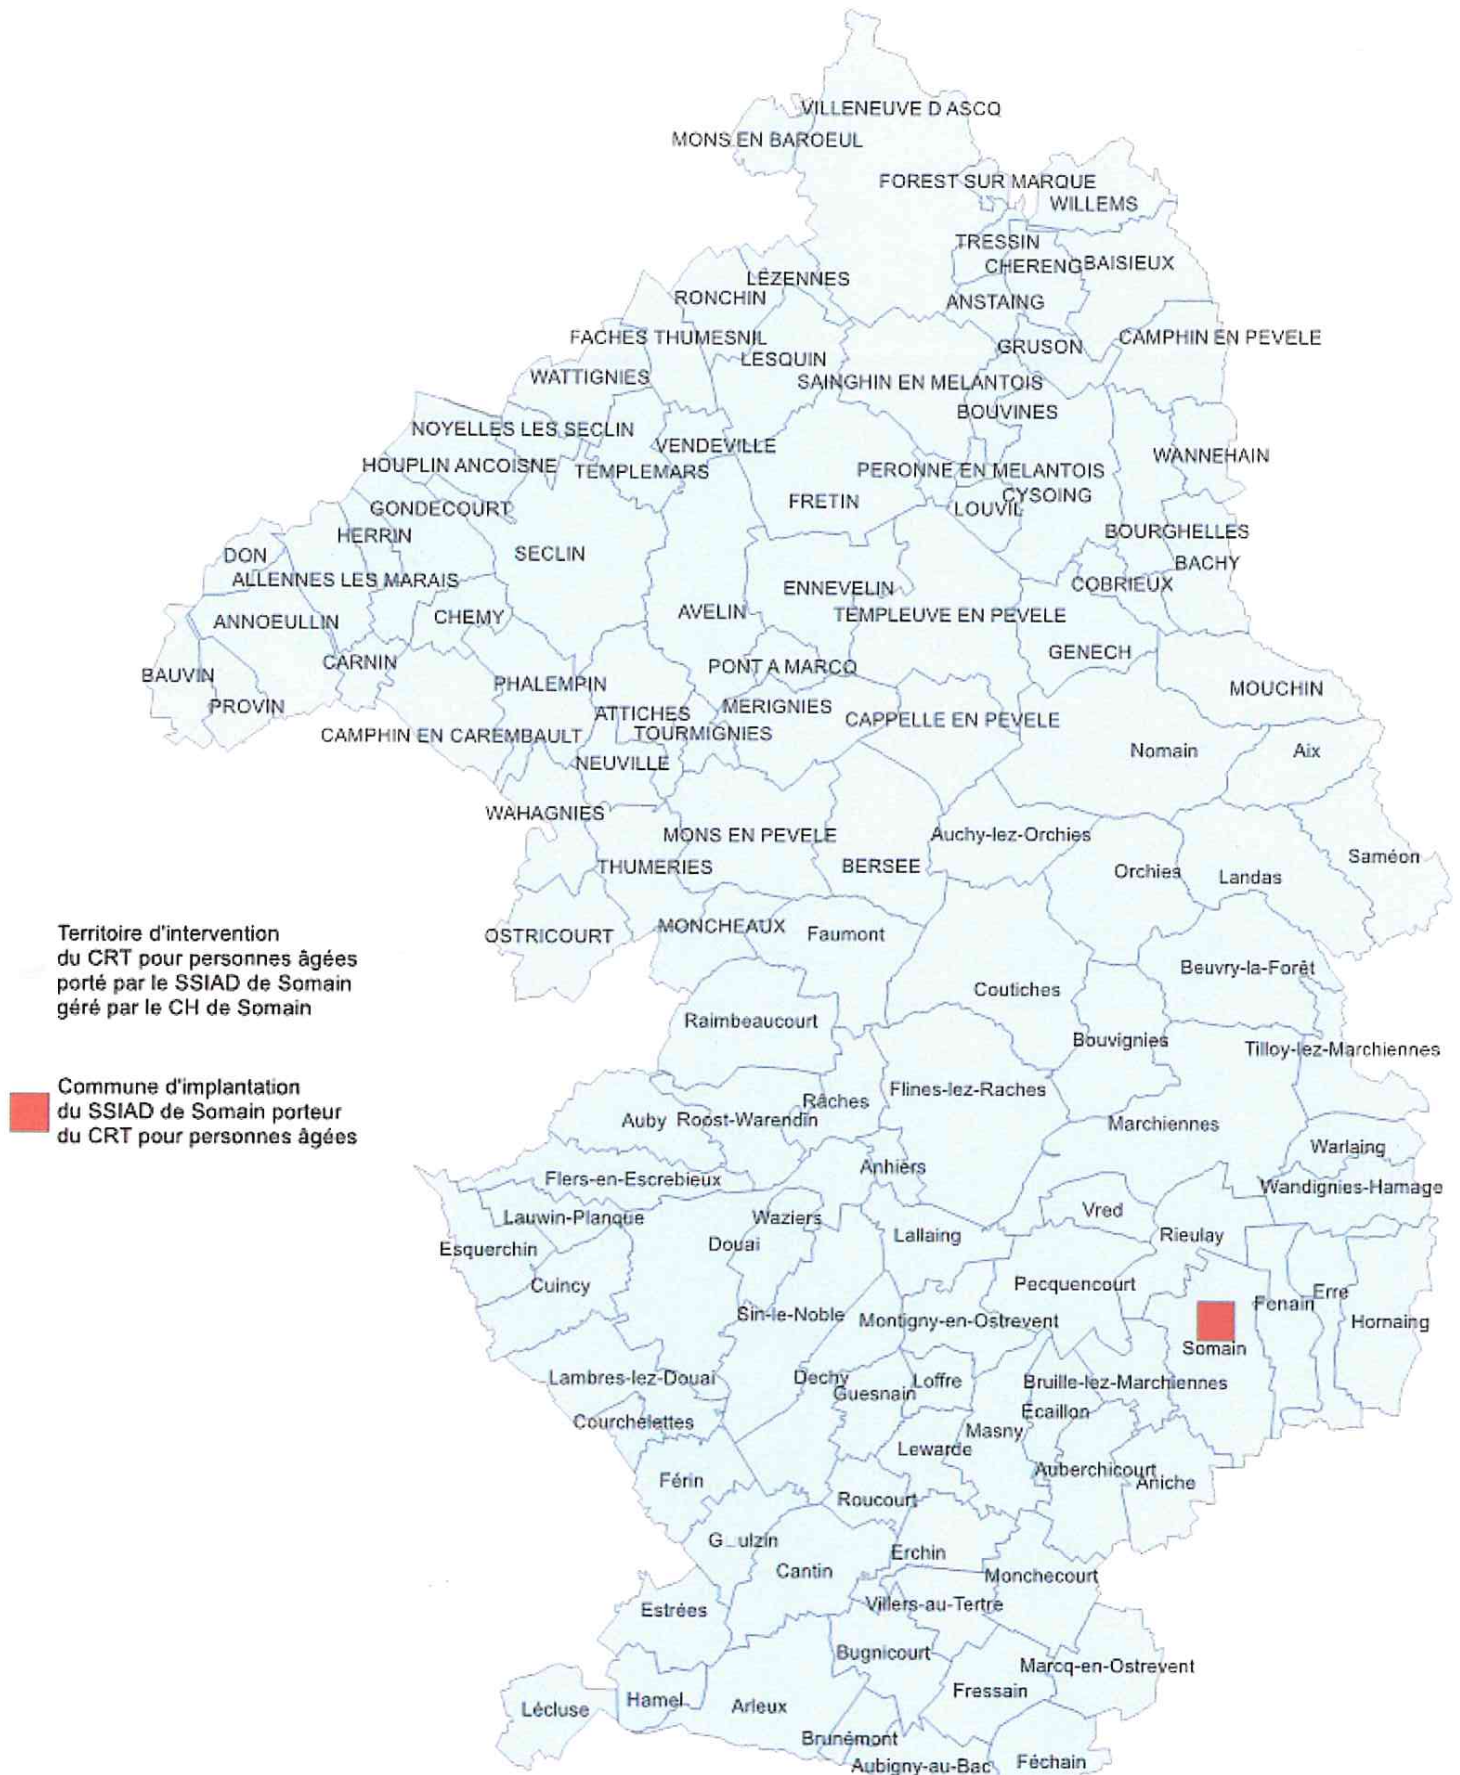 VILLENEUVE D ASCQ
MONS EN BAROEUL
FOREST SUR MARQUE
WILLEMS
TRESSIN
CHERENG
BAISIEUX
LEZENNES
RONCHIN
ANSTAING
FACHES THUMESNIL
GRUSON
CAMPHIN EN PEVELE
LESQUIN
WATTIGNIES
SAINGHIN EN MELANTOIS
BOUVINES
NOYELLES LES SECLIN
VENDEVILLE
WANNEHAIN
HOUPLIN ANCOISNE
TEMPLEMARS
PERONNE EN MELANTOIS
CYSOING
FRETIN
LOUVIL
GONDECOURT
BOURGHELLES
HERRIN
DON
SECLIN
BACHY
ALLENNES LES MARAIS
ENNEVELIN
COBRIEUX
ANNOEULLIN
CHEMY
AVELIN
TEMPLEUVE EN PEVELE
GENECH
CARNIN
PONT A MARCQ
BAUVIN
PHALEMPIN
MOUCHIN
PROVIN
ATTICHES
MERIGNIES
CAPPELLE EN PEVELE
CAMPHIN EN CAREMBAULT
TOURMIGNIES
Nomain
Aix
NEUVILLE
WAHAGNIES
MONS EN PEVELE
Auchy-lez-Orchies
THUMERIES
BERSEE
Orchies
Landas
Saméon
OSTRICOURT
MONCHEAUX
Faumont
Beuvry-la-Forêt
Coutiches
Territoire d'intervention
du CRT pour personnes âgées
porté par le SSIAD de Somain
géré par le CH de Somain
Raimbeaucourt
Bouvignies
Tilloy-lez-Marchiennes
Commune d'implantation
du SSIAD de Somain porteur
du CRT pour personnes âgées
Flines-lez-Raches
Râches
Auby
Roost-Warendin
Marchiennes
Warlaing
Anhiers
Flers-en-Escrebieux
Wandignies-Hamage
Lauwin-Planque
Waziers
Vred
Esquerchin
Douai
Lallaing
Rieulay
Cuincy
Pecquencourt
Sin-le-Noble
Montigny-en-Ostrevent
Fenain
Erre
Hornaing
Somain
Lambres-lez-Douai
Dechy
Guesnain
Loffre
Bruille-lez-Marchiennes
Courchelettes
Écaillon
Masny
Lewarde
Férin
Auberchicourt
Aniche
Roucourt
G_ulzin
Erchin
Cantin
Monchecourt
Estrées
Villers-au-Tertre
Bugnicourt
Marcq-en-Ostrevent
Fressain
Lécluse
Hamel
Arleux
Brunémont
Aubigny-au-Bac
Féchain